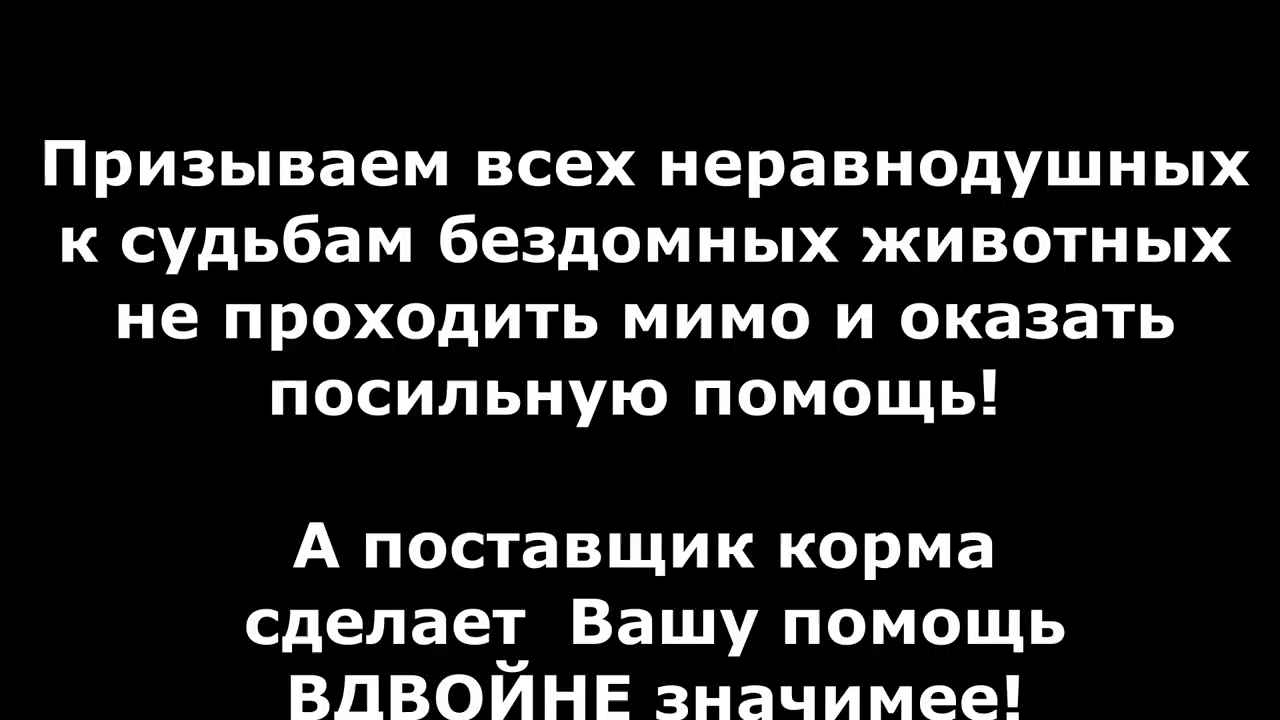 Призываем всех неравнодушных
к судьбам бездомных животных
не проходить мимо и оказать
посильную помощь!
А поставщик корма
сделает Вашу помощь
ВДВОЙНЕ значимее!